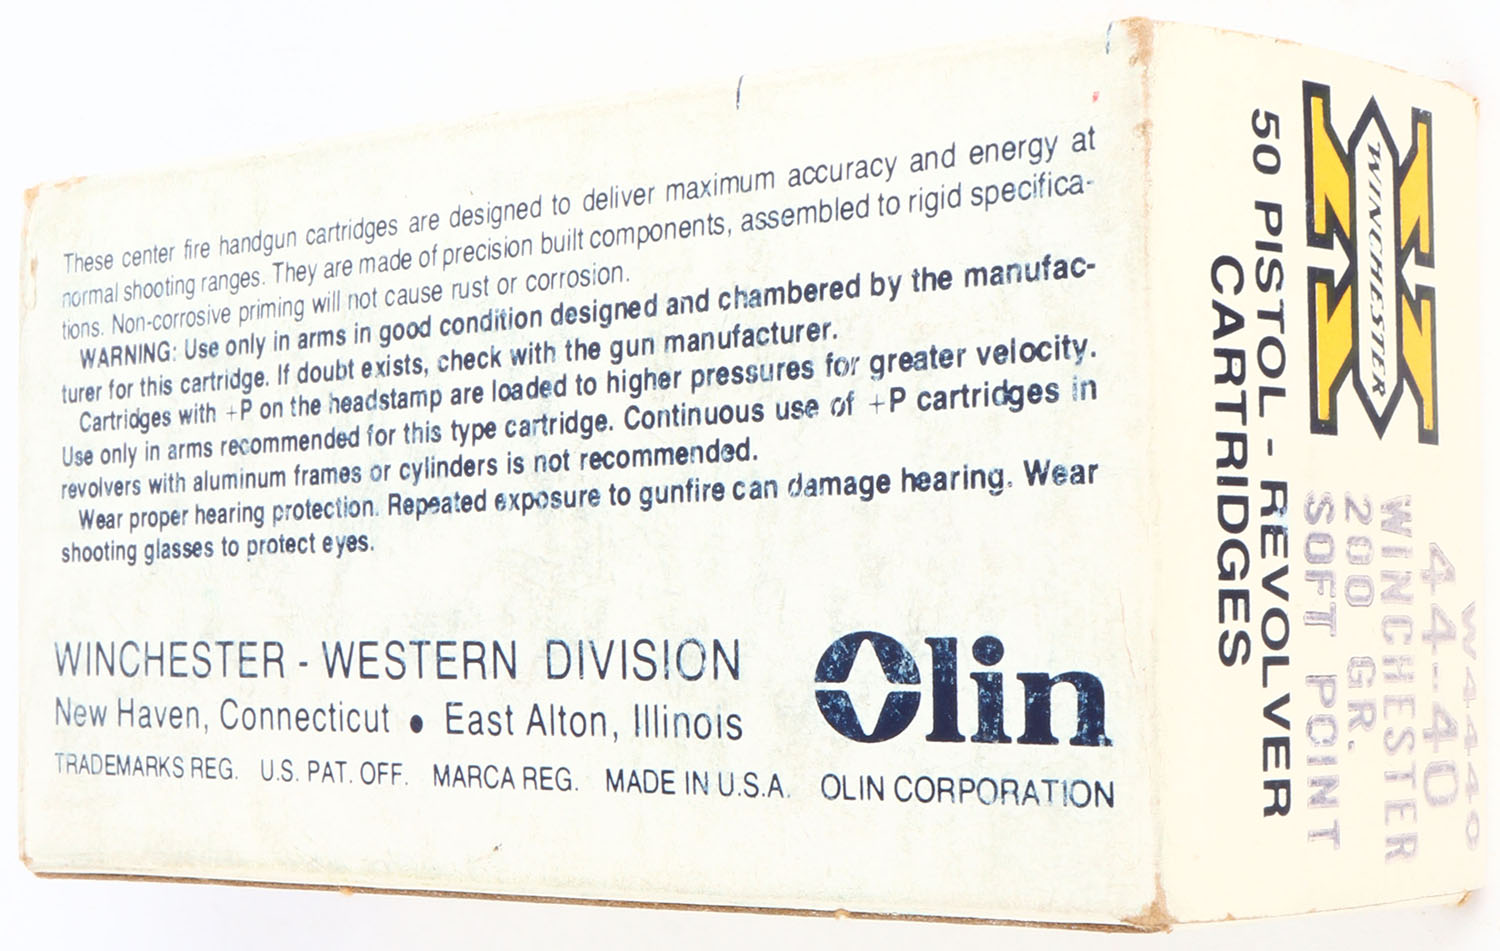 These center fire handgun cartridges are designed to deliver maximum accuracy and energy at
normal shooting ranges. They are made of precision built components, assembled to rigid specifica-
tions. Non-corrosive priming will not cause rust or corrosion.
WARNING: Use only in arms in good condition designed and chambered by the manufac-
turer for this cartridge. If doubt exists, check with the gun manufacturer.
Cartridges with +P on the headstamp are loaded to higher pressures for greater velocity.
Use only in arms recommended for this type cartridge. Continuous use of +P cartridges in
revolvers with aluminum frames or cylinders is not recommended.
Wear proper hearing protection. Repeated exposure to gunfire can damage hearing. Wear
shooting glasses to protect eyes.
WINCHESTER - WESTERN DIVISION
New Haven, Connecticut • East Alton, Illinois
Olin
TRADEMARKS REG. U.S. PAT. OFF. MARCA REG. MADE IN U.S.A. OLIN CORPORATION
W4440
44-40
WINCHESTER
200 GR.
SOFT POINT
X
WINCHESTER
50 PISTOL - REVOLVER
CARTRIDGES